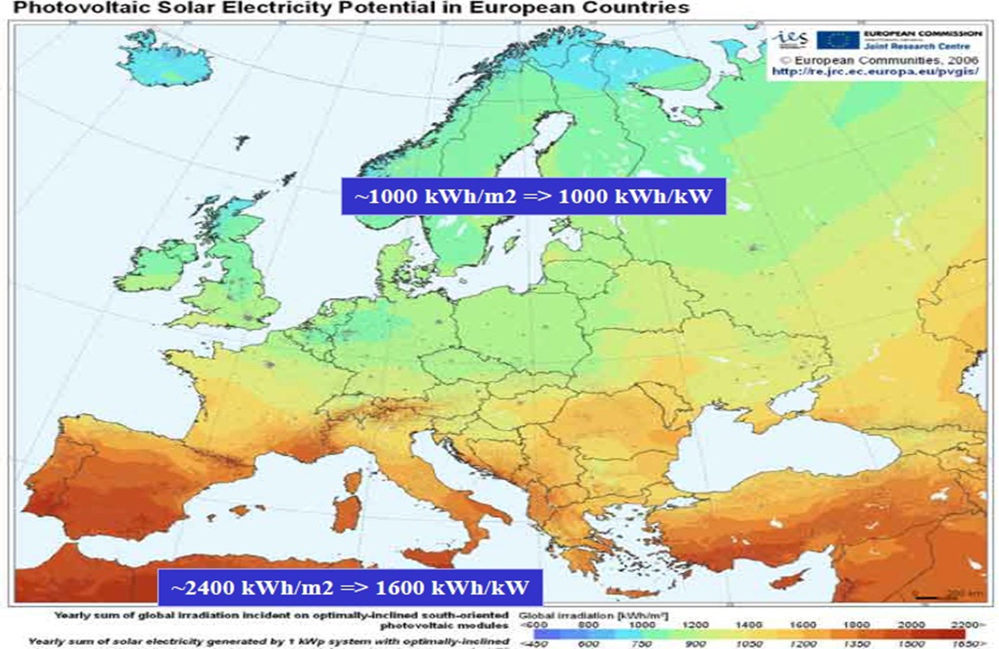 Photovoltaic Solar Electricity Potential in European Countries
ies
EUROPEAN COMMISSION
Joint Research Centre
© European Communities, 2006
http://re.jrc.ec.europa.eu/pvgis/
~1000 kWh/m2 => 1000 kWh/kW
~2400 kWh/m2 => 1600 kWh/kW
Yearly sum of global irradiation incident on optimally-inclined south-oriented
photovoltaic modules
Global irradiation [kWh/m²]
<600 800 1000 1200 1400 1600 1800 2000 2200>
Yearly sum of solar electricity generated by 1 kWp system with optimally-inclined
<450 600 750 900 1050 1200 1350 1500 1650>